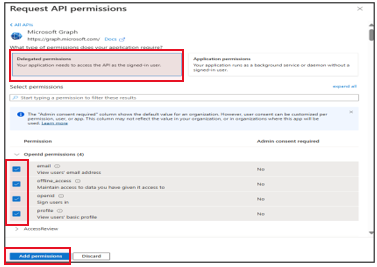 Request API permissions
All APIs
Microsoft Graph
https://graph.microsoft.com/ Docs
What type of permissions does your application require?
Delegated permissions
Your application needs to access the API as the signed-in user.
Application permissions
Your application runs as a background service or daemon without a
signed-in user.
Select permissions
expand all
Start typing a permission to filter these results
The "Admin consent required" column shows the default value for an organization. However, user consent can be customized per
permission, user, or app. This column may not reflect the value in your organization, or in organizations where this app will be
used. Learn more
Permission
Admin consent required
OpenId permissions (4)
email
View users' email address
No
offline_access
Maintain access to data you have given it access to
No
openid
Sign users in
No
profile
View users' basic profile
No
AccessReview
Add permissions
Discard